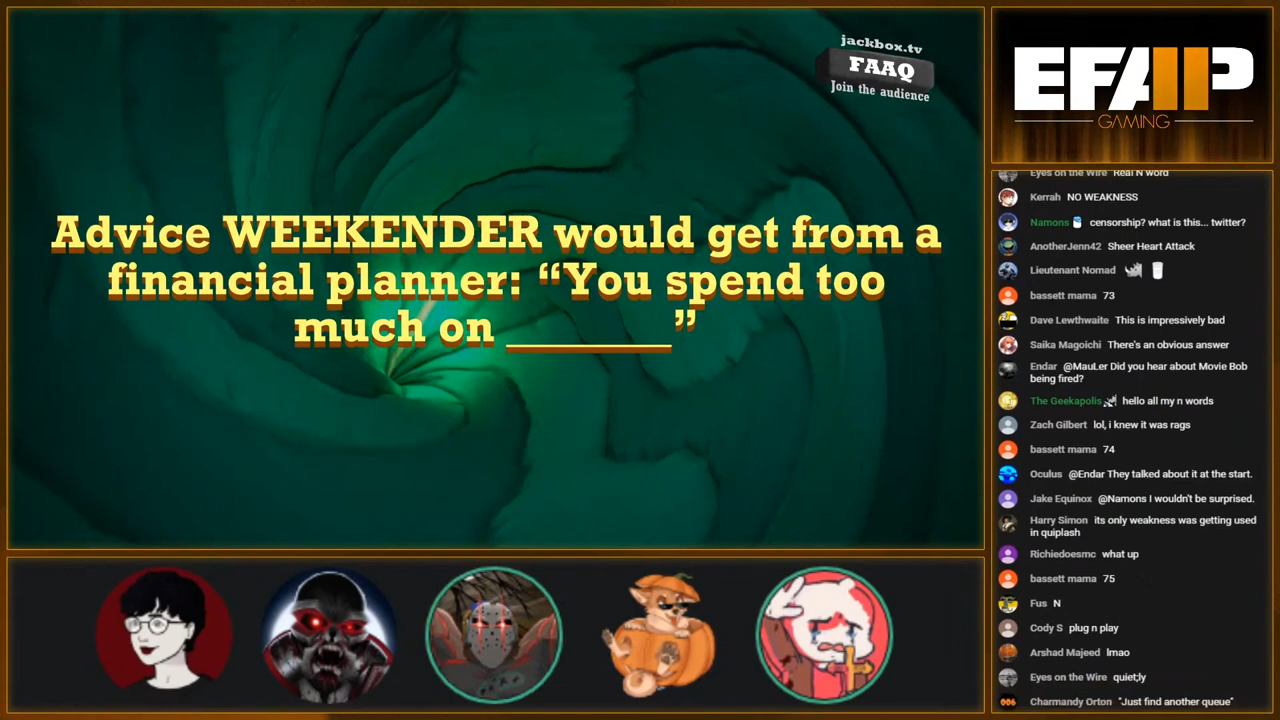 jackbox.tv
FAAQ
Join the audience
Advice WEEKENDER would get from a
financial planner: “You spend too
much on ________ ”
EFAP
GAMING
Eyes on the Wire Real N word
Kerrah NO WEAKNESS
Namons censorship? what is this... twitter?
AnotherJenn42 Sheer Heart Attack
Lieutenant Nomad
bassett mama 73
Dave Lewthwaite This is impressively bad
Saika Magoichi There's an obvious answer
Endar @MauLer Did you hear about Movie Bob
being fired?
The Geekapolis hello all my n words
Zach Gilbert lol, i knew it was rags
bassett mama 74
Oculus @Endar They talked about it at the start.
Jake Equinox @Namons I wouldn't be surprised.
Harry Simon its only weakness was getting used
in quiplash
Richiedoesmc what up
bassett mama 75
Fus N
Cody S plug n play
Arshad Majeed lmao
Eyes on the Wire quiet;ly
Charmandy Orton "Just find another queue"